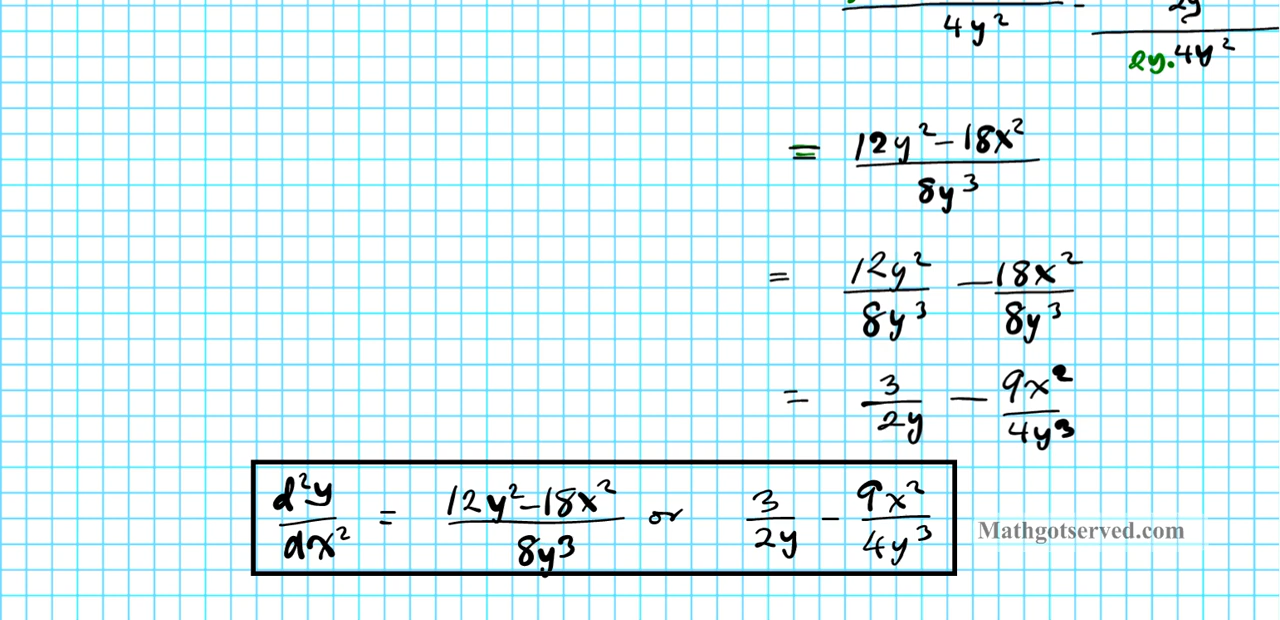 4y² - 2y
2y·4y²
= 12y²-18x²
8y³
= 12y² - 18x²
8y³ 8y³
= 3 - 9x²
2y 4y³
d²y = 12y²-18x² or 3 - 9x²
dx² 8y³ 2y 4y³
Mathgotserved.com